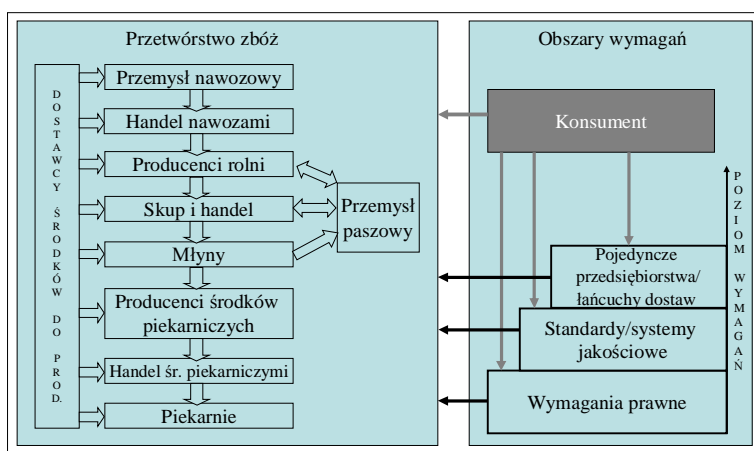 Przetwórstwo zbóż
DOSTAWCY ŚRODKÓW DO PROD.
Przemysł nawozowy
Handel nawozami
Producenci rolni
Skup i handel
Młyny
Producenci środków
piekarniczych
Handel śr. piekarniczymi
Piekarnie
Przemysł
paszowy
Obszary wymagań
Konsument
POZIOM WYMAGAŃ
Pojedyncze
przedsiębiorstwa/
łańcuchy dostaw
Standardy/systemy
jakościowe
Wymagania prawne